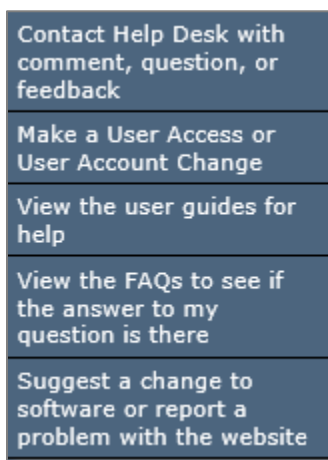 Contact Help Desk with
comment, question, or
feedback
Make a User Access or
User Account Change
View the user guides for
help
View the FAQs to see if
the answer to my
question is there
Suggest a change to
software or report a
problem with the website